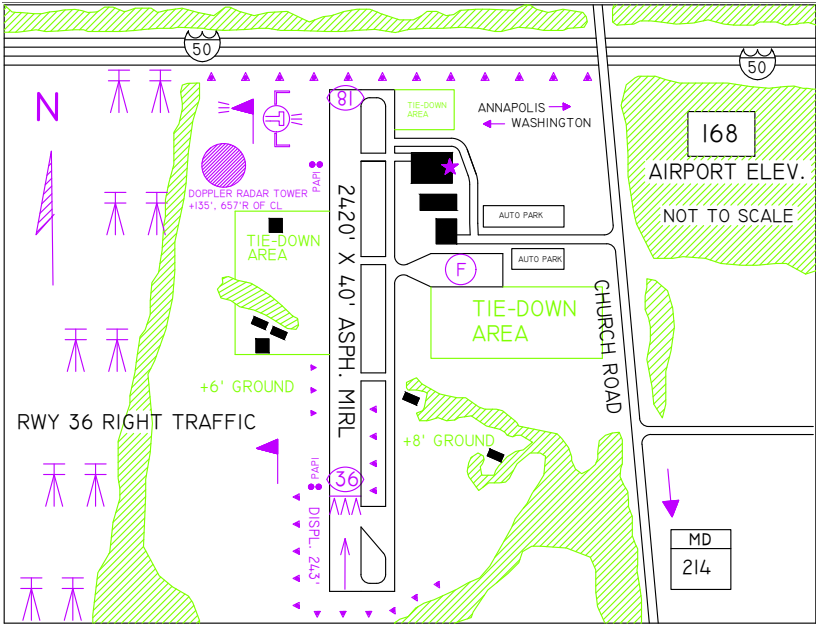 50
50
N
18
TIE-DOWN
AREA
ANNAPOLIS
WASHINGTON
168
AIRPORT ELEV.
NOT TO SCALE
PAPI
DOPPLER RADAR TOWER
+135', 657'R OF CL
2420' X 40' ASPH. MIRL
AUTO PARK
AUTO PARK
TIE-DOWN
AREA
F
TIE-DOWN
AREA
CHURCH ROAD
+6' GROUND
RWY 36 RIGHT TRAFFIC
+8' GROUND
PAPI
36
DISPL. 243'
MD
214